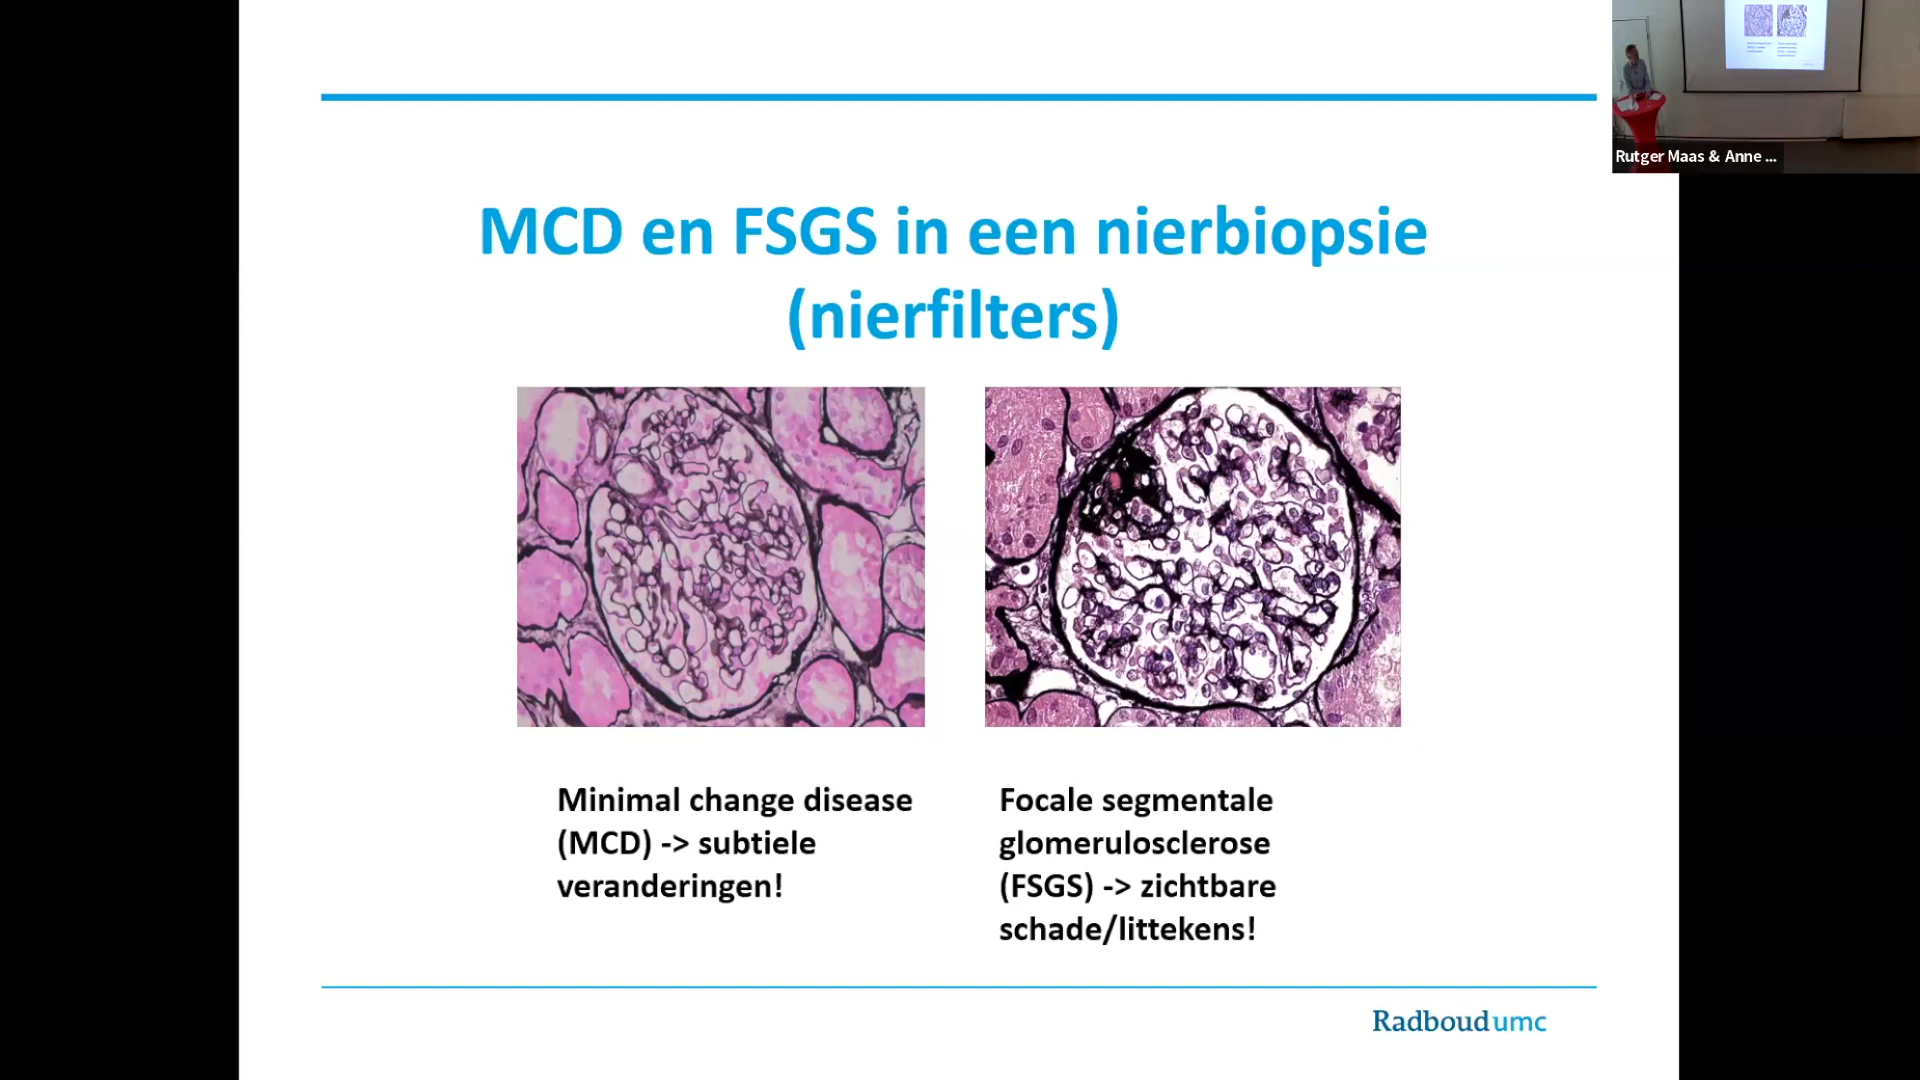 Rutger Maas & Anne ...
MCD en FSGS in een nierbiopsie
(nierfilters)
Minimal change disease
(MCD) -> subtiele
veranderingen!
Focale segmentale
glomerulosclerose
(FSGS) -> zichtbare
schade/littekens!
Radboudumc